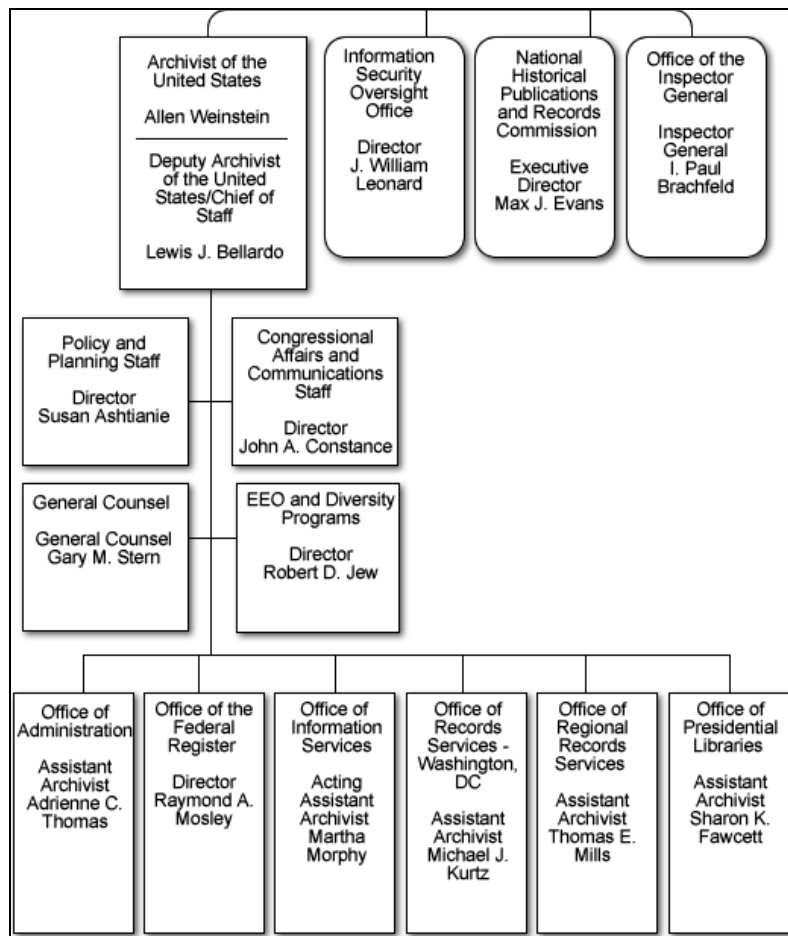 Archivist of the
United States
Allen Weinstein
Deputy Archivist
of the United
States/Chief of
Staff
Lewis J. Bellardo
Information
Security
Oversight
Office
Director
J. William
Leonard
National
Historical
Publications
and Records
Commission
Executive
Director
Max J. Evans
Office of the
Inspector
General
Inspector
General
I. Paul
Brachfeld
Policy and
Planning Staff
Director
Susan Ashtianie
Congressional
Affairs and
Communications
Staff
Director
John A. Constance
General Counsel
General Counsel
Gary M. Stern
EEO and Diversity
Programs
Director
Robert D. Jew
Office of
Administration
Assistant
Archivist
Adrienne C.
Thomas
Office of the
Federal
Register
Director
Raymond A.
Mosley
Office of
Information
Services
Acting
Assistant
Archivist
Martha
Morphy
Office of
Records
Services -
Washington,
DC
Assistant
Archivist
Michael J.
Kurtz
Office of
Regional
Records
Services
Assistant
Archivist
Thomas E.
Mills
Office of
Presidential
Libraries
Assistant
Archivist
Sharon K.
Fawcett